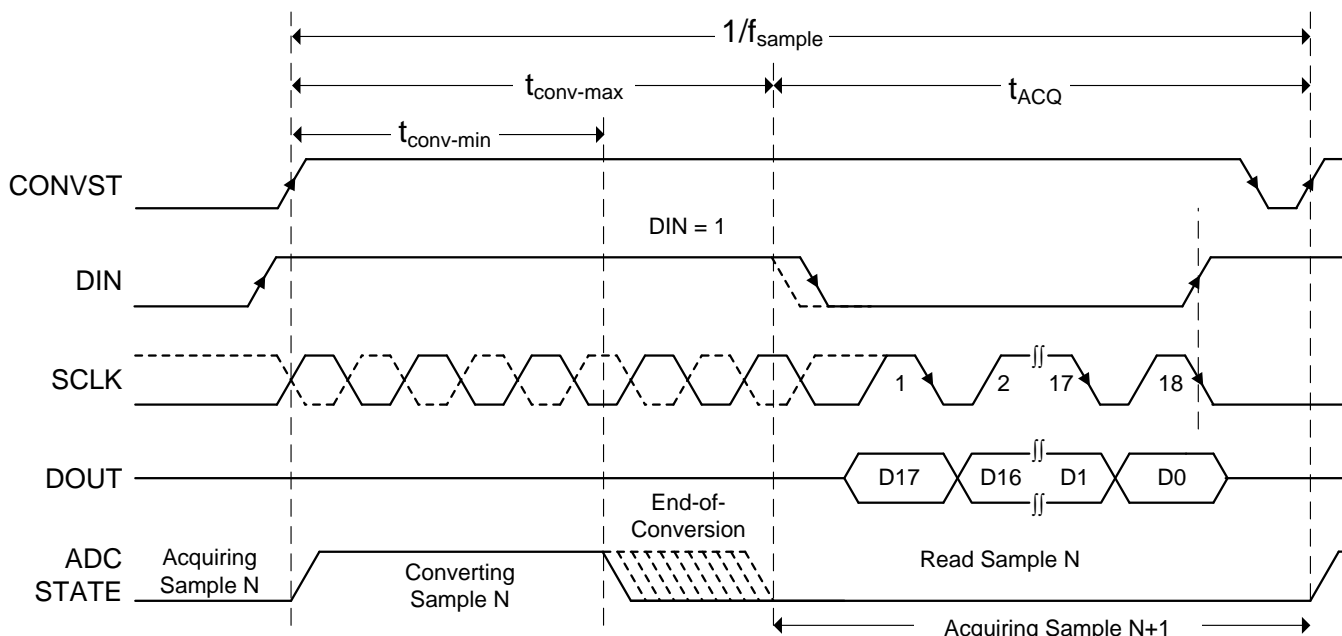 1/fsample
tconv-max
tACQ
tconv-min
CONVST
DIN = 1
DIN
SCLK
1
2
17
18
DOUT
D17
D16
D1
D0
End-of-
Conversion
ADC
STATE
Acquiring
Sample N
Converting
Sample N
Read Sample N
Acquiring Sample N+1